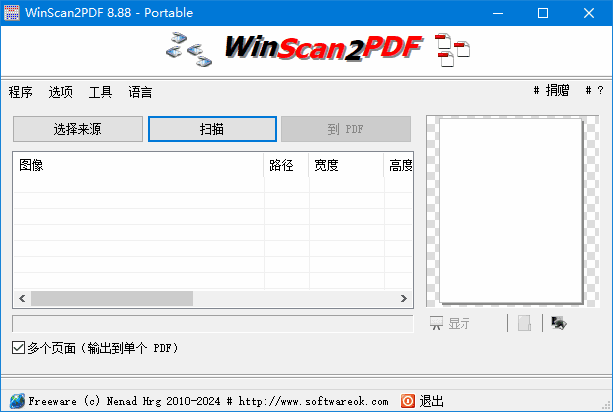 WinScan2PDF 8.88 - Portable
WinScan2PDF
程序 选项 工具 语言 # 捐赠 # ?
选择来源 扫描 到 PDF
图像 路径 宽度 高度
显示
多个页面（输出到单个 PDF）
Freeware (c) Nenad Hrg 2010-2024 # http://www.softwareok.com 退出